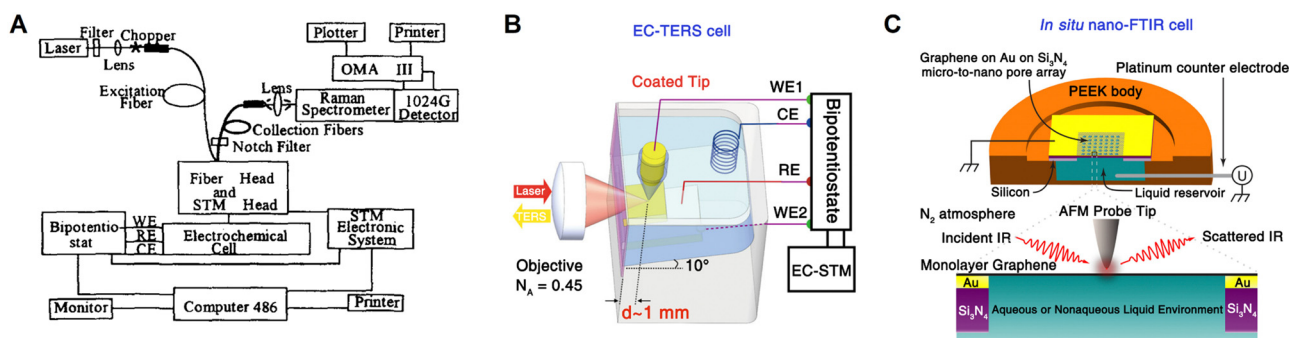 A
Filter
Chopper
Laser
Lens
Excitation
Fiber
Plotter
Printer
OMA III
Lens
Raman
Spectrometer
1024G
Detector
Collection Fibers
Notch Filter
Fiber Head
and
STM Head
Bipotentio
stat
WE
RE
CE
Electrochemical
Cell
STM
Electronic
System
Monitor
Computer 486
Printer
B
EC-TERS cell
Coated Tip
WE1
CE
RE
WE2
Bipotentiostate
EC-STM
Laser
TERS
Objective
NA = 0.45
10°
d~1 mm
C
In situ nano-FTIR cell
Graphene on Au on Si3N4
micro-to-nano pore array
Platinum counter electrode
PEEK body
Silicon
Liquid reservoir
U
N2 atmosphere
AFM Probe Tip
Incident IR
Scattered IR
Monolayer Graphene
Au
Au
Si3N4
Aqueous or Nonaqueous Liquid Environment
Si3N4